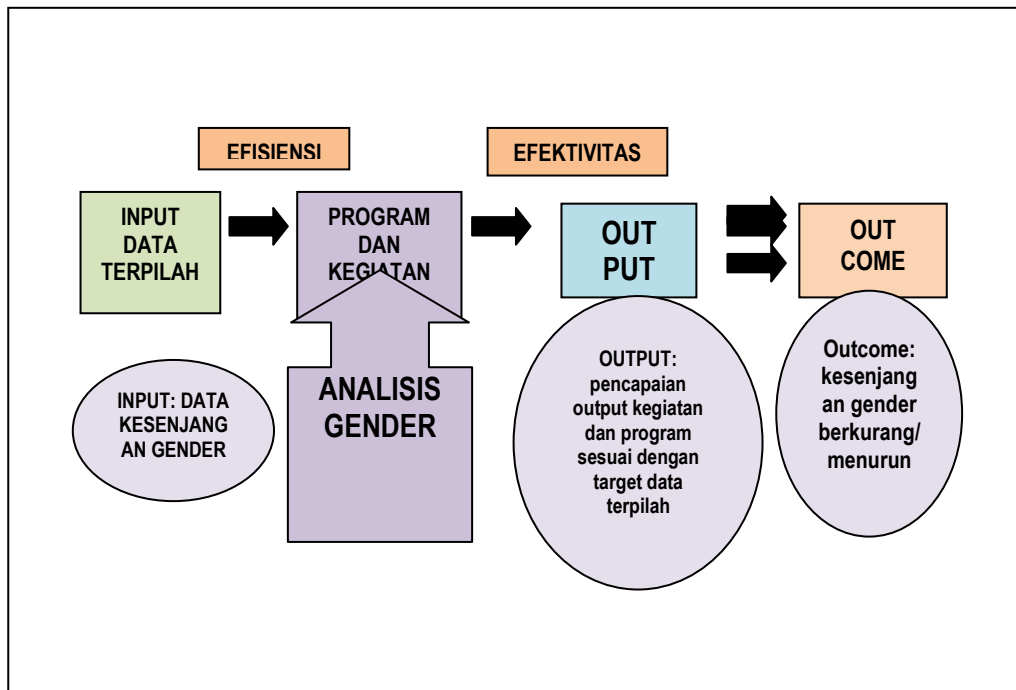 EFISIENSI
EFEKTIVITAS
INPUT
DATA
TERPILAH
PROGRAM
DAN
KEGIATAN
OUT
PUT
OUT
COME
INPUT: DATA
KESENJANG
AN GENDER
ANALISIS
GENDER
OUTPUT:
pencapaian
output kegiatan
dan program
sesuai dengan
target data
terpilah
Outcome:
kesenjang
an gender
berkurang/
menurun